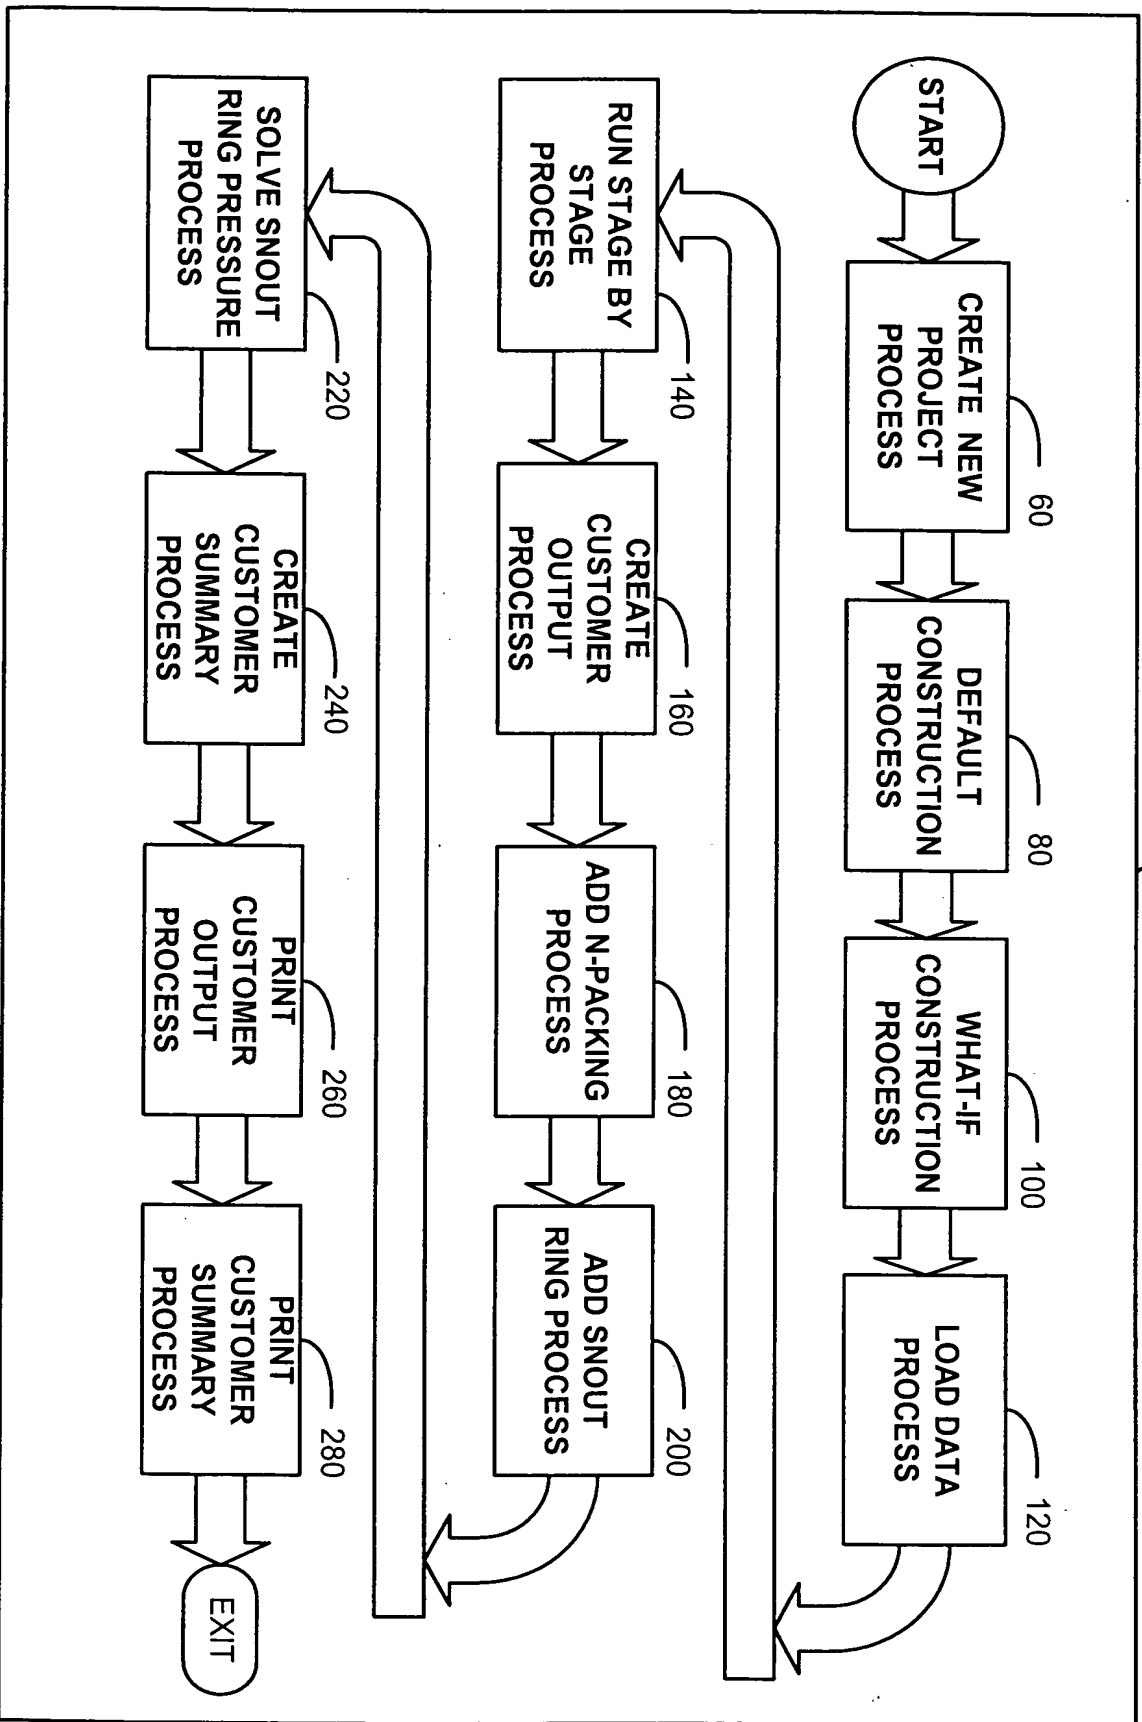 START
CREATE NEW
PROJECT
PROCESS
60
DEFAULT
CONSTRUCTION
PROCESS
80
WHAT-IF
CONSTRUCTION
PROCESS
100
LOAD DATA
PROCESS
120
RUN STAGE BY
STAGE
PROCESS
140
CREATE
CUSTOMER
OUTPUT
PROCESS
160
ADD N-PACKING
PROCESS
180
ADD SNOUT
RING PROCESS
200
SOLVE SNOUT
RING PRESSURE
PROCESS
220
CREATE
CUSTOMER
SUMMARY
PROCESS
240
PRINT
CUSTOMER
OUTPUT
PROCESS
260
PRINT
CUSTOMER
SUMMARY
PROCESS
280
EXIT